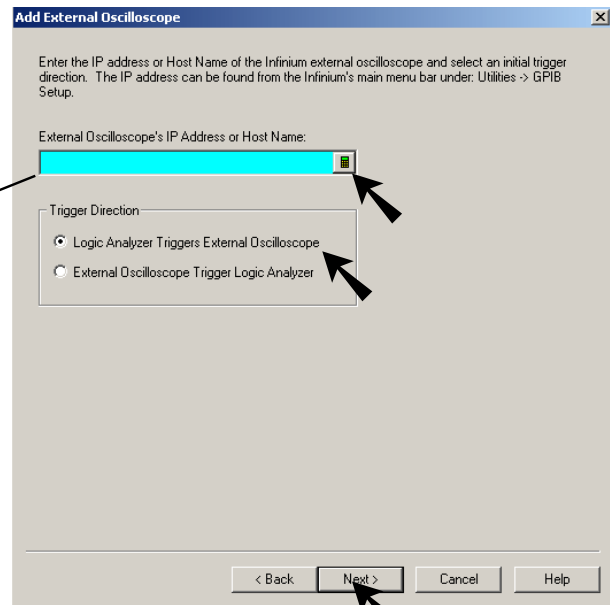 Add External Oscilloscope
Enter the IP address or Host Name of the Infinium external oscilloscope and select an initial trigger
direction. The IP address can be found from the Infinium's main menu bar under: Utilities -> GPIB
Setup.
External Oscilloscope's IP Address or Host Name:
Trigger Direction
Logic Analyzer Triggers External Oscilloscope
External Oscilloscope Trigger Logic Analyzer
< Back Next > Cancel Help